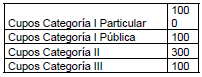 Cupos Categoría I Particular 100
0
Cupos Categoría I Pública 100
Cupos Categoría II 300
Cupos Categoría III 100